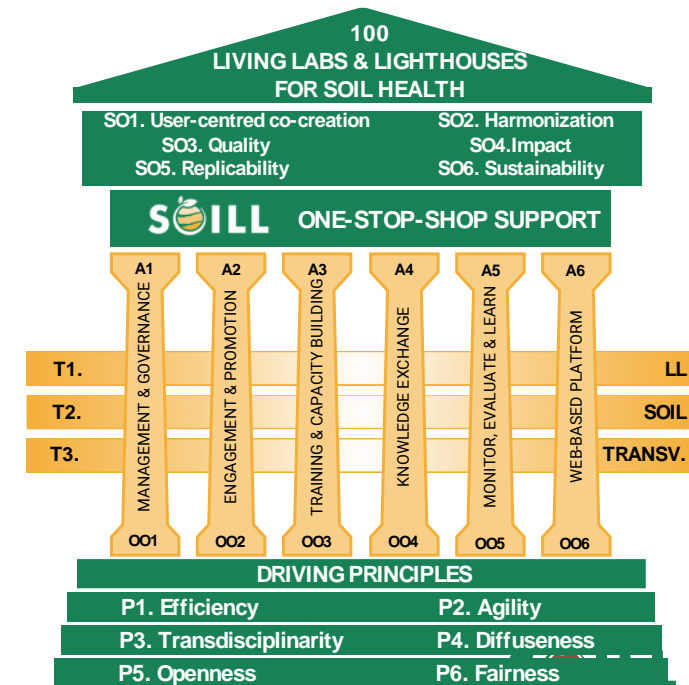 100
LIVING LABS & LIGHTHOUSES
FOR SOIL HEALTH
SO1. User-centred co-creation SO2. Harmonization
SO3. Quality SO4.Impact
SO5. Replicability SO6. Sustainability
SOILL ONE-STOP-SHOP SUPPORT
A1 A2 A3 A4 A5 A6
MANAGEMENT & GOVERNANCE
ENGAGEMENT & PROMOTION
TRAINING & CAPACITY BUILDING
KNOWLEDGE EXCHANGE
MONITOR, EVALUATE & LEARN
WEB-BASED PLATFORM
T1. LL
T2. SOIL
T3. TRANSV.
OO1 OO2 OO3 OO4 OO5 OO6
DRIVING PRINCIPLES
P1. Efficiency P2. Agility
P3. Transdisciplinarity P4. Diffuseness
P5. Openness P6. Fairness